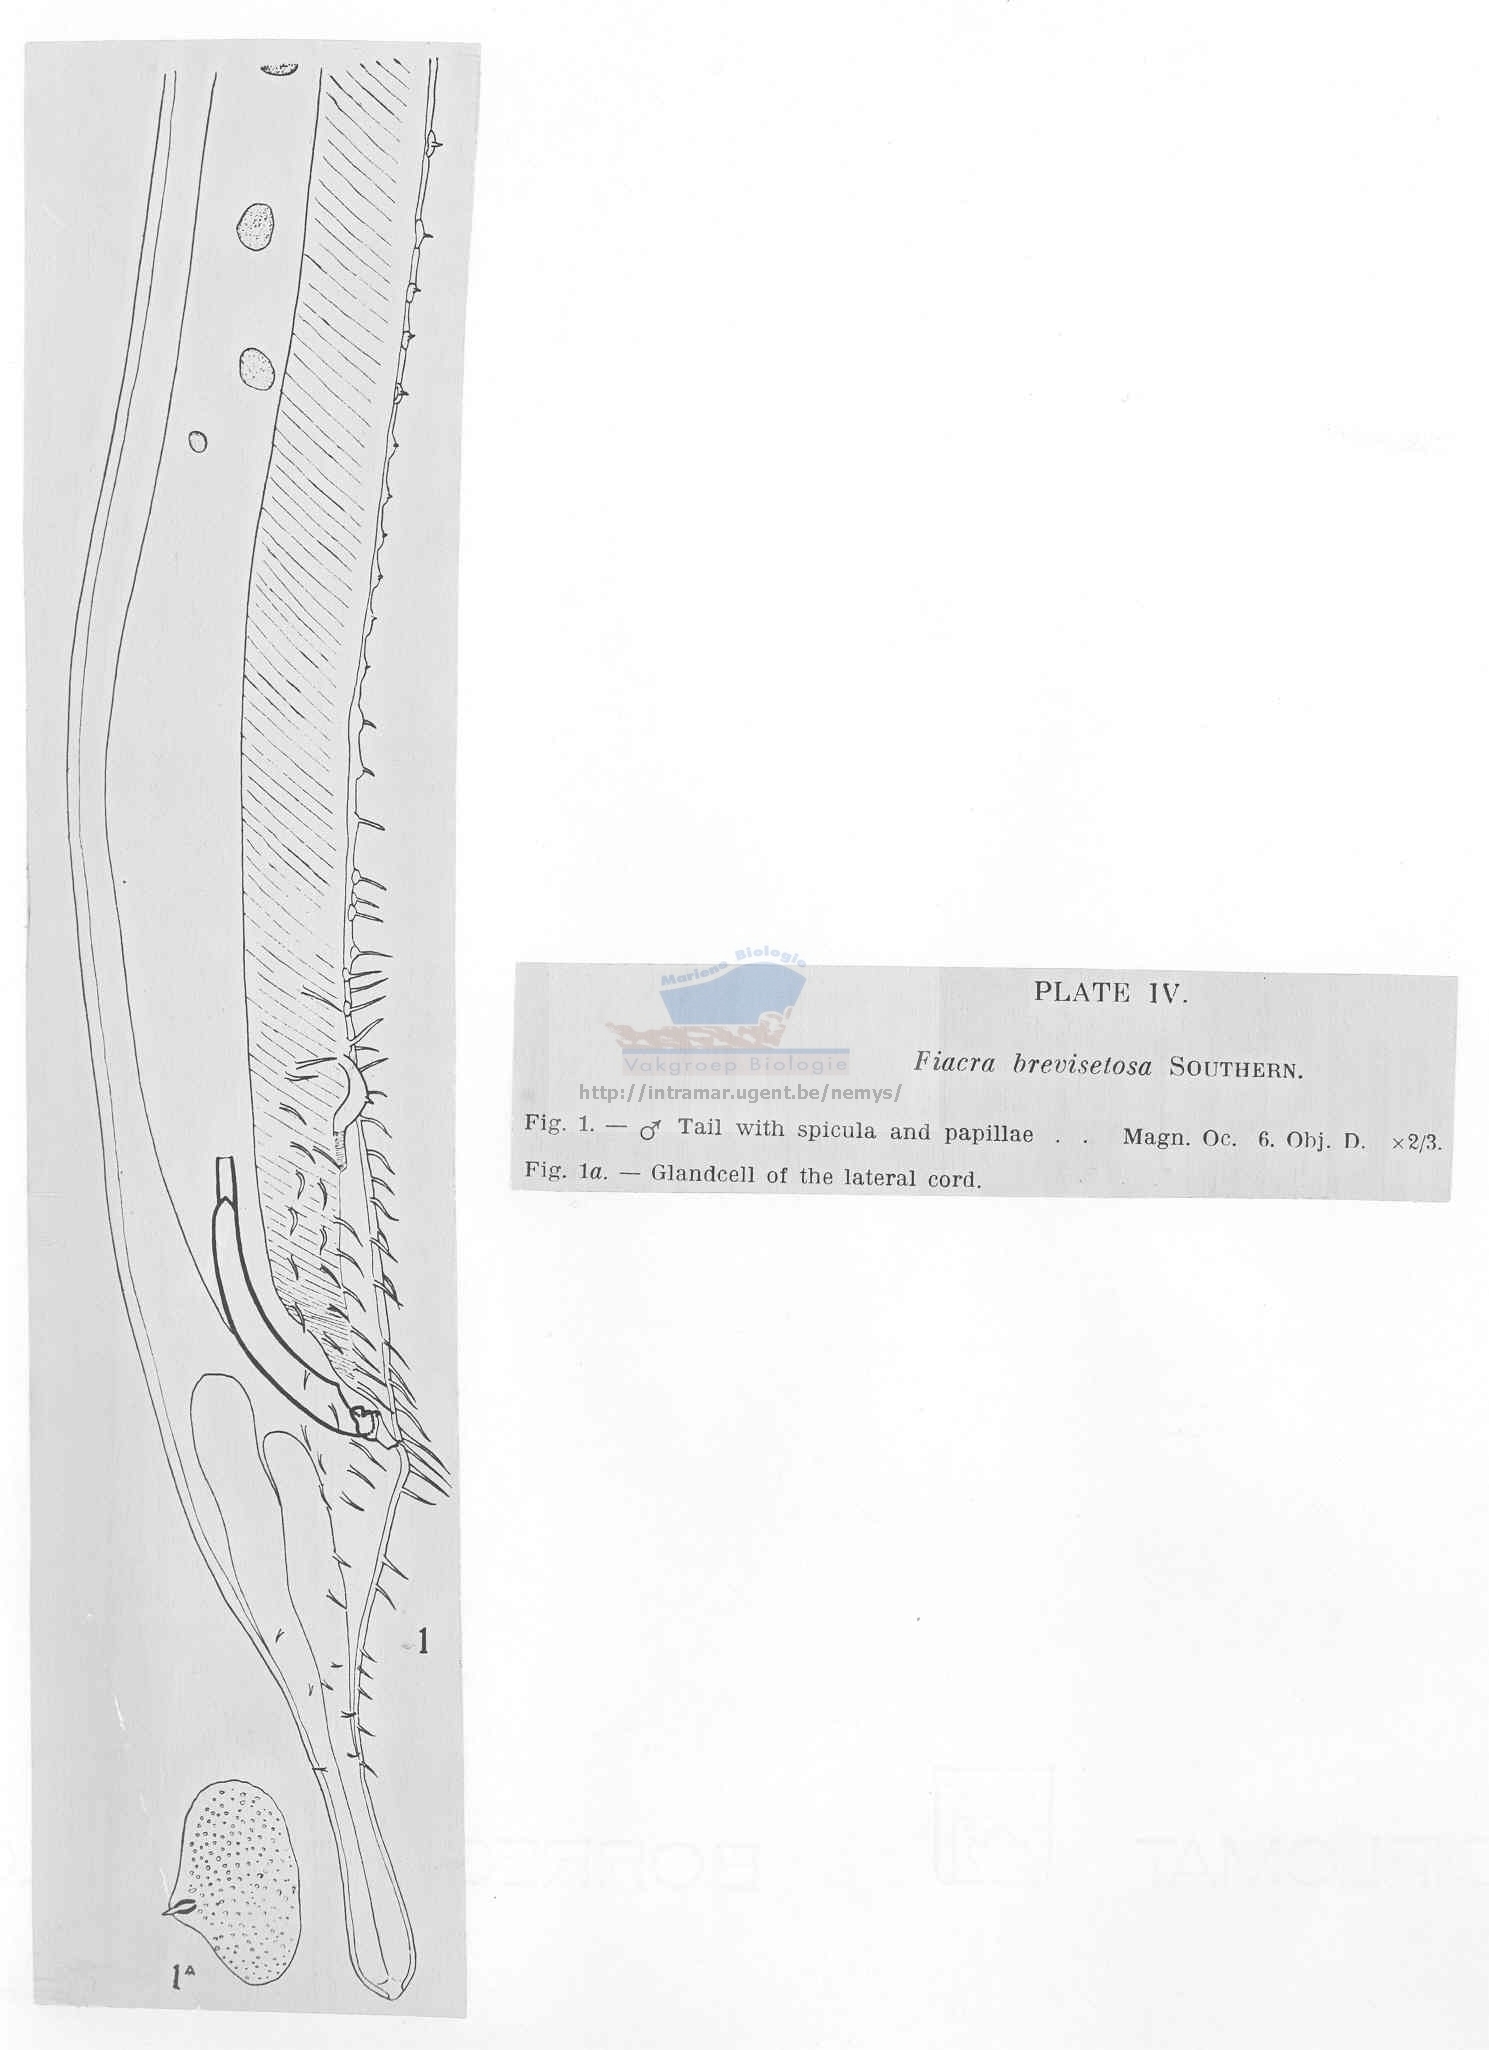 Mariene Biologie
Vakgroep Biologie
http://intramar.ugent.be/nemys/
PLATE IV.
Fiacra brevisetosa SOUTHERN.
Fig. 1. — ♂ Tail with spicula and papillae . . Magn. Oc. 6. Obj. D. ×2/3.
Fig. 1a. — Glandcell of the lateral cord.
1
1A